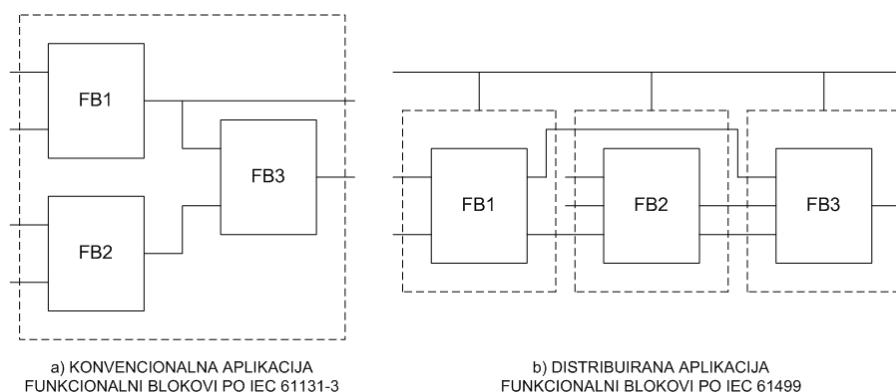 FB1
FB2
FB3
a) KONVENCIONALNA APLIKACIJA
FUNKCIONALNI BLOKOVI PO IEC 61131-3
FB1
FB2
FB3
b) DISTRIBUIRANA APLIKACIJA
FUNKCIONALNI BLOKOVI PO IEC 61499